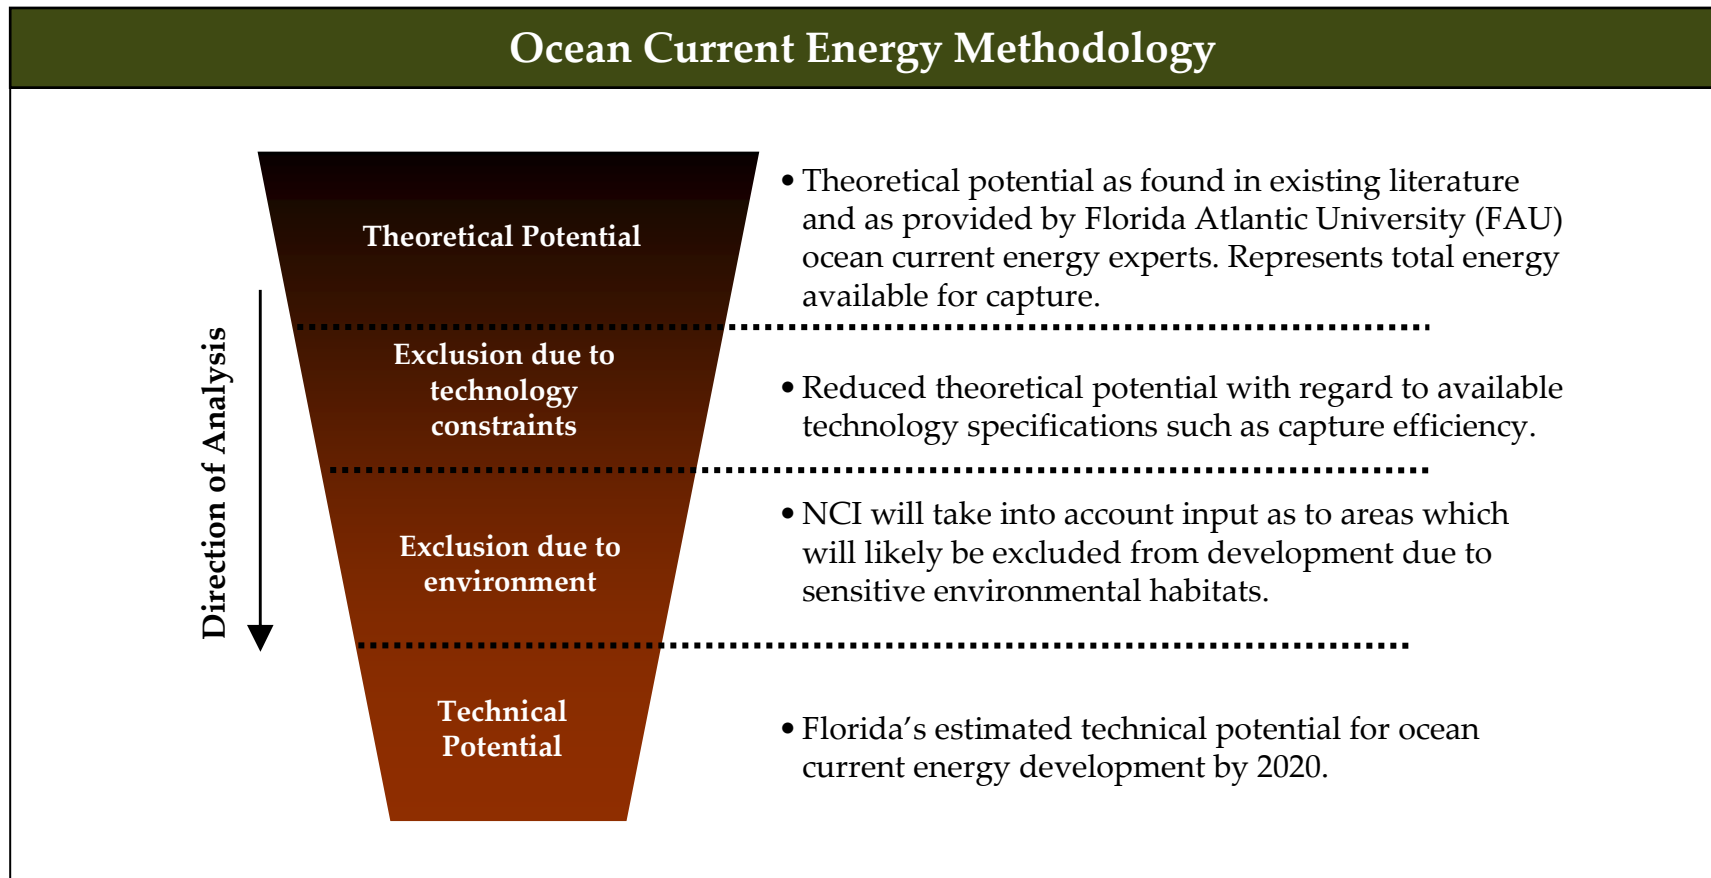 Ocean Current Energy Methodology
Direction of Analysis
Theoretical Potential
• Theoretical potential as found in existing literature
and as provided by Florida Atlantic University (FAU)
ocean current energy experts. Represents total energy
available for capture.
Exclusion due to
technology
constraints
• Reduced theoretical potential with regard to available
technology specifications such as capture efficiency.
Exclusion due to
environment
• NCI will take into account input as to areas which
will likely be excluded from development due to
sensitive environmental habitats.
Technical
Potential
• Florida’s estimated technical potential for ocean
current energy development by 2020.